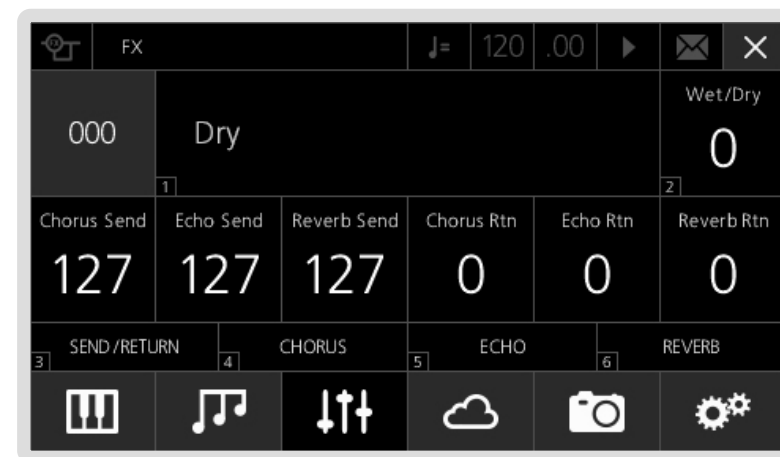 FX ♩= 120 .00
000 Dry Wet/Dry 0
1 2
Chorus Send Echo Send Reverb Send Chorus Rtn Echo Rtn Reverb Rtn
127 127 127 0 0 0
SEND/RETURN CHORUS ECHO REVERB
3 4 5 6